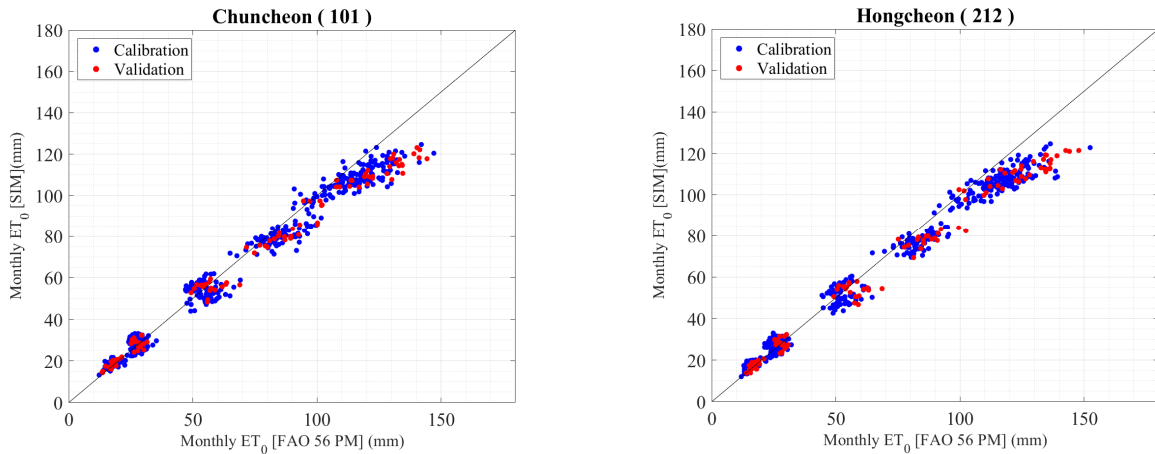 Chuncheon ( 101 )
180
160
140
120
100
80
60
40
20
0
Calibration
Validation
Monthly ET0 [SIM](mm)
0 50 100 150
Monthly ET0 [FAO 56 PM] (mm)
Hongcheon ( 212 )
180
160
140
120
100
80
60
40
20
0
Calibration
Validation
Monthly ET0 [SIM](mm)
0 50 100 150
Monthly ET0 [FAO 56 PM] (mm)